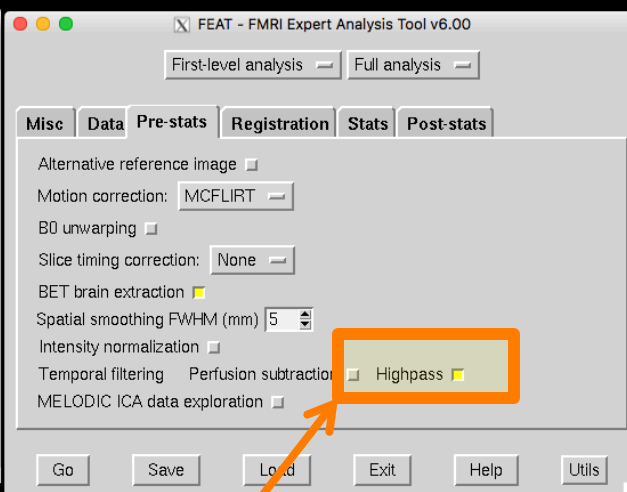 FEAT - FMRI Expert Analysis Tool v6.00
First-level analysis Full analysis
Misc Data Pre-stats Registration Stats Post-stats
Alternative reference image
Motion correction: MCFLIRT
B0 unwarping
Slice timing correction: None
BET brain extraction
Spatial smoothing FWHM (mm) 5
Intensity normalization
Temporal filtering Perfusion subtraction Highpass
MELODIC ICA data exploration
Go Save Load Exit Help Utils